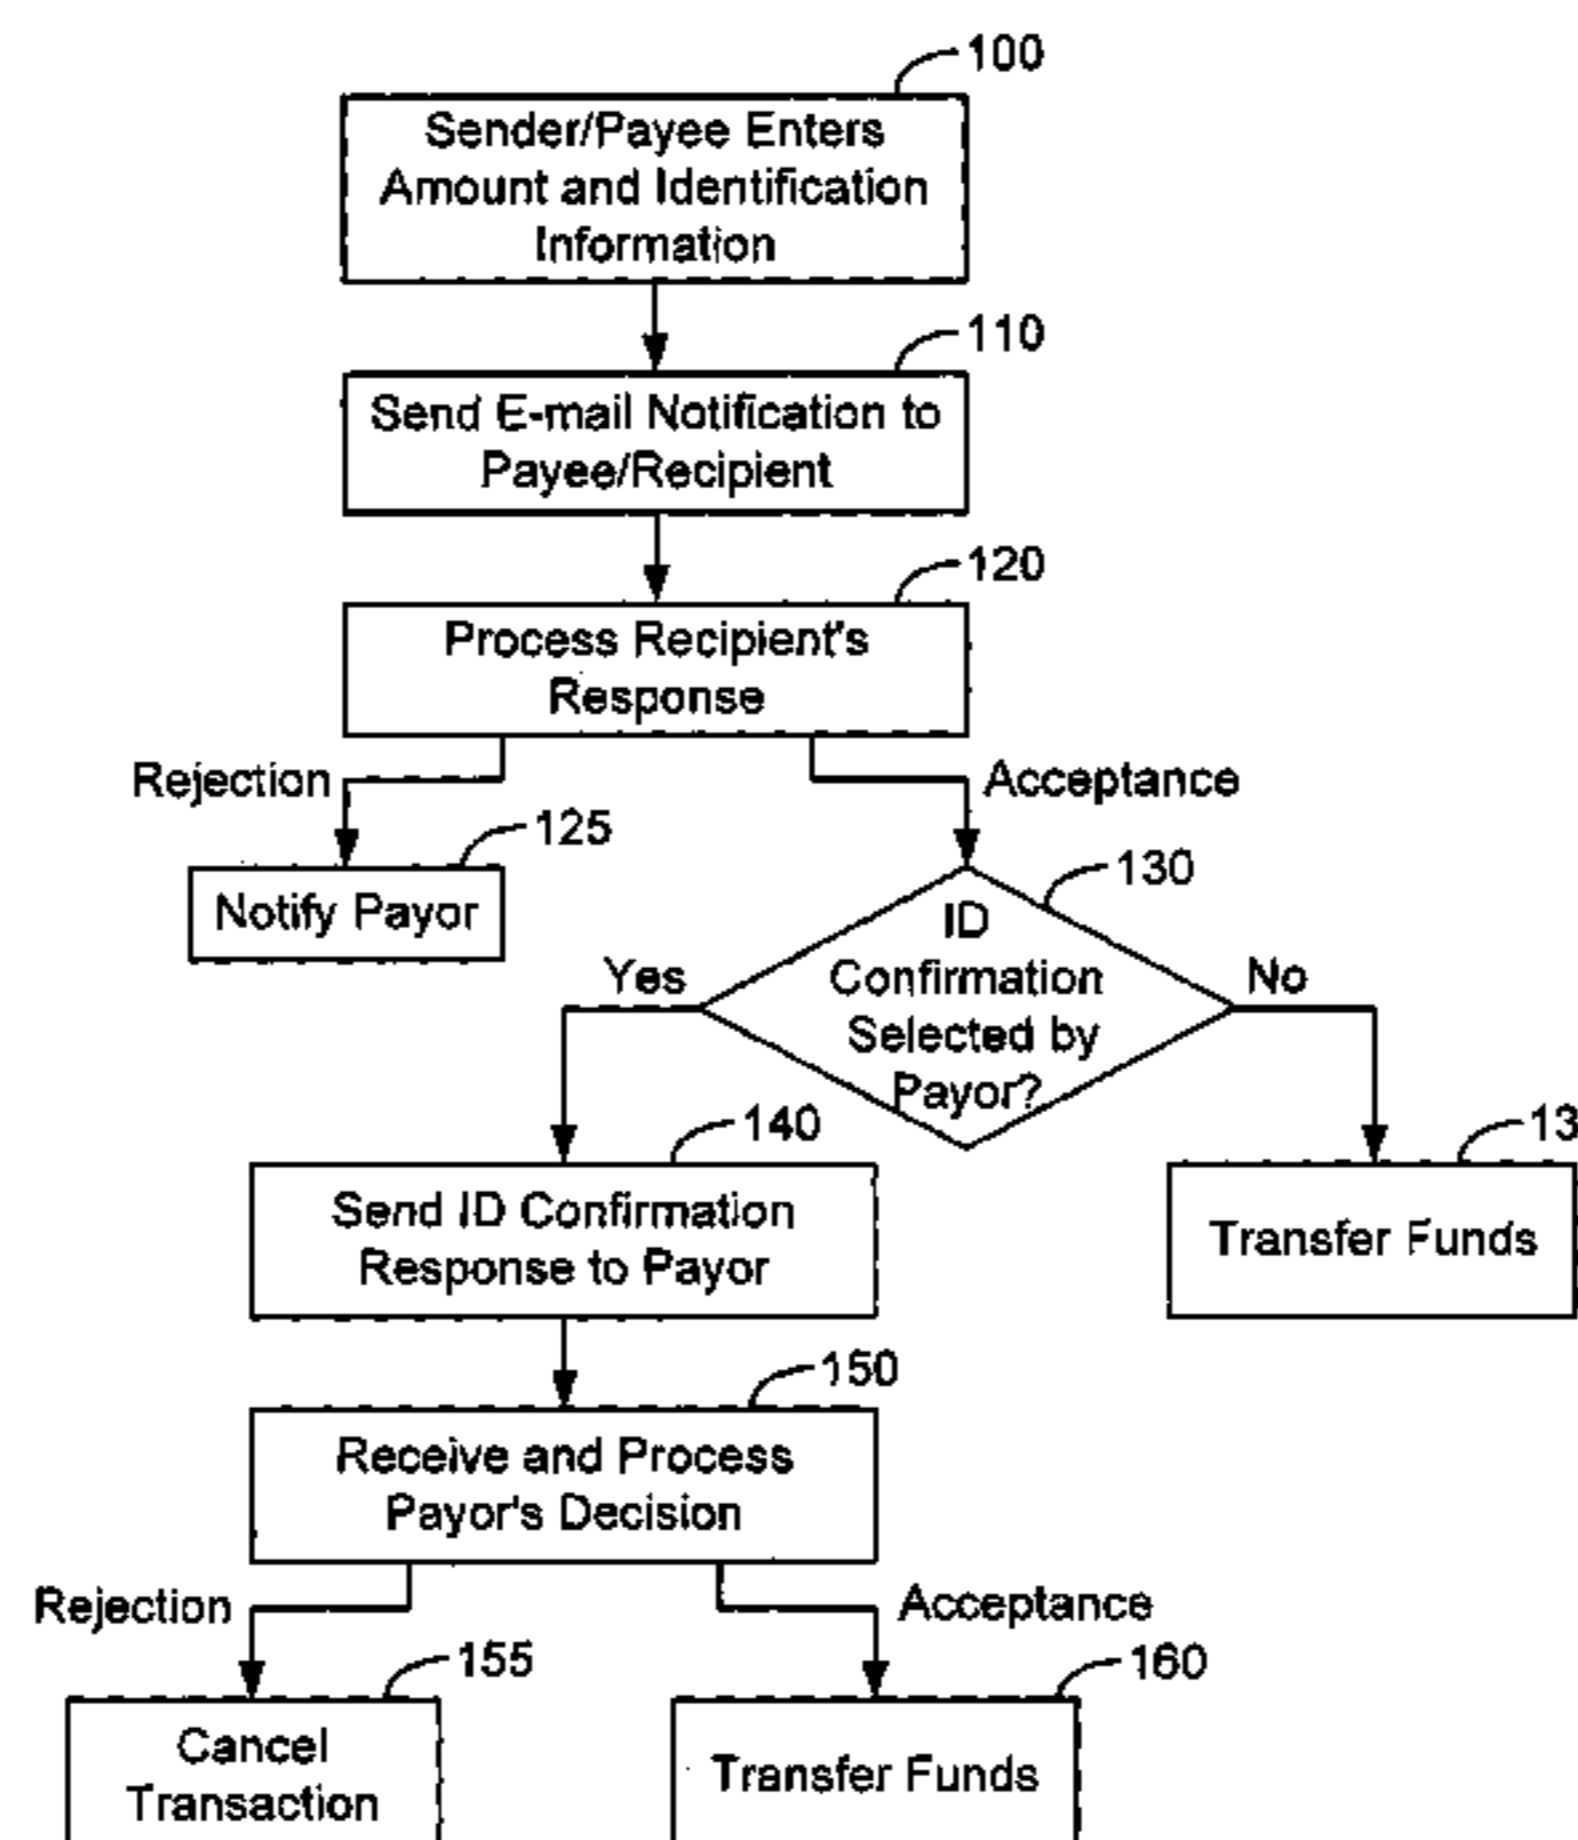 100
Sender/Payee Enters
Amount and Identification
Information
110
Send E-mail Notification to
Payee/Recipient
120
Process Recipient's
Response
Rejection
Acceptance
125
Notify Payor
130
ID
Confirmation
Selected by
Payor?
Yes
No
140
Send ID Confirmation
Response to Payor
13
Transfer Funds
150
Receive and Process
Payor's Decision
Rejection
Acceptance
155
Cancel
Transaction
160
Transfer Funds